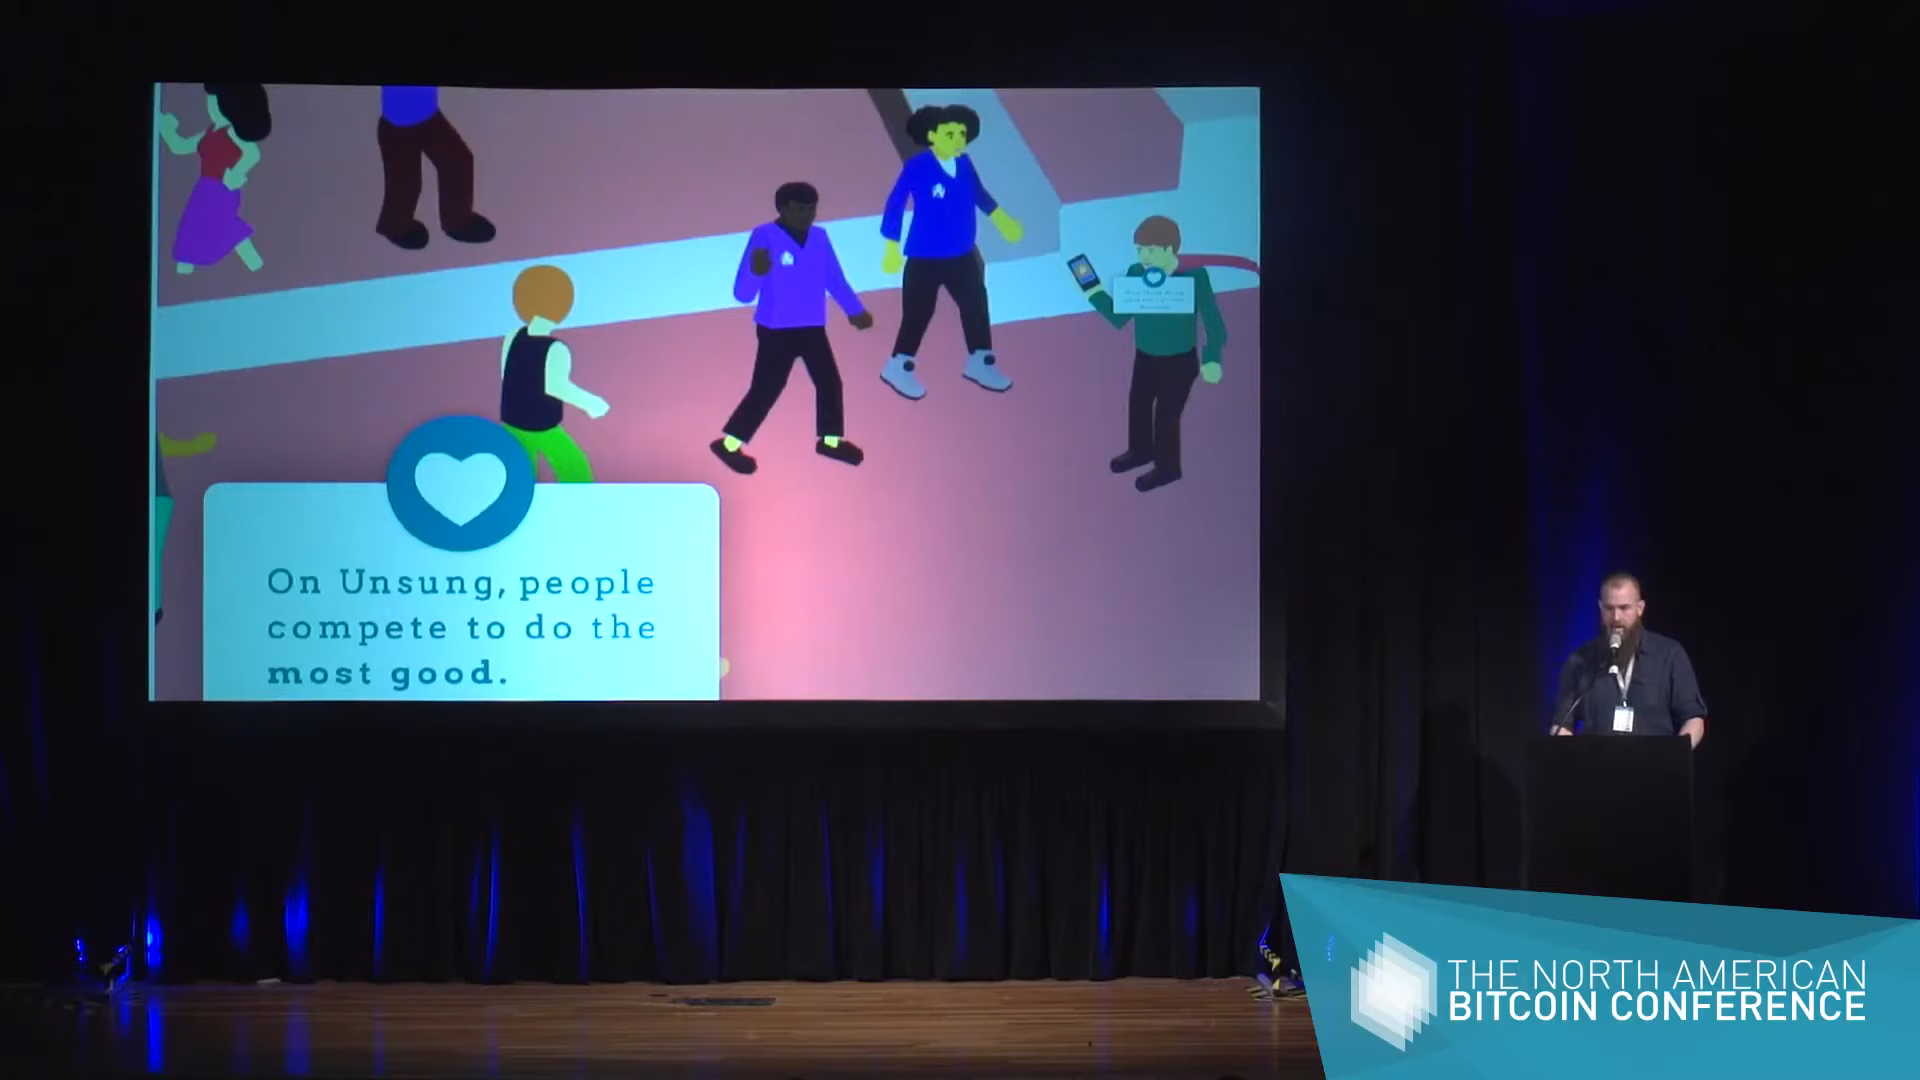 On Unsung, people
compete to do the
most good.
THE NORTH AMERICAN
BITCOIN CONFERENCE